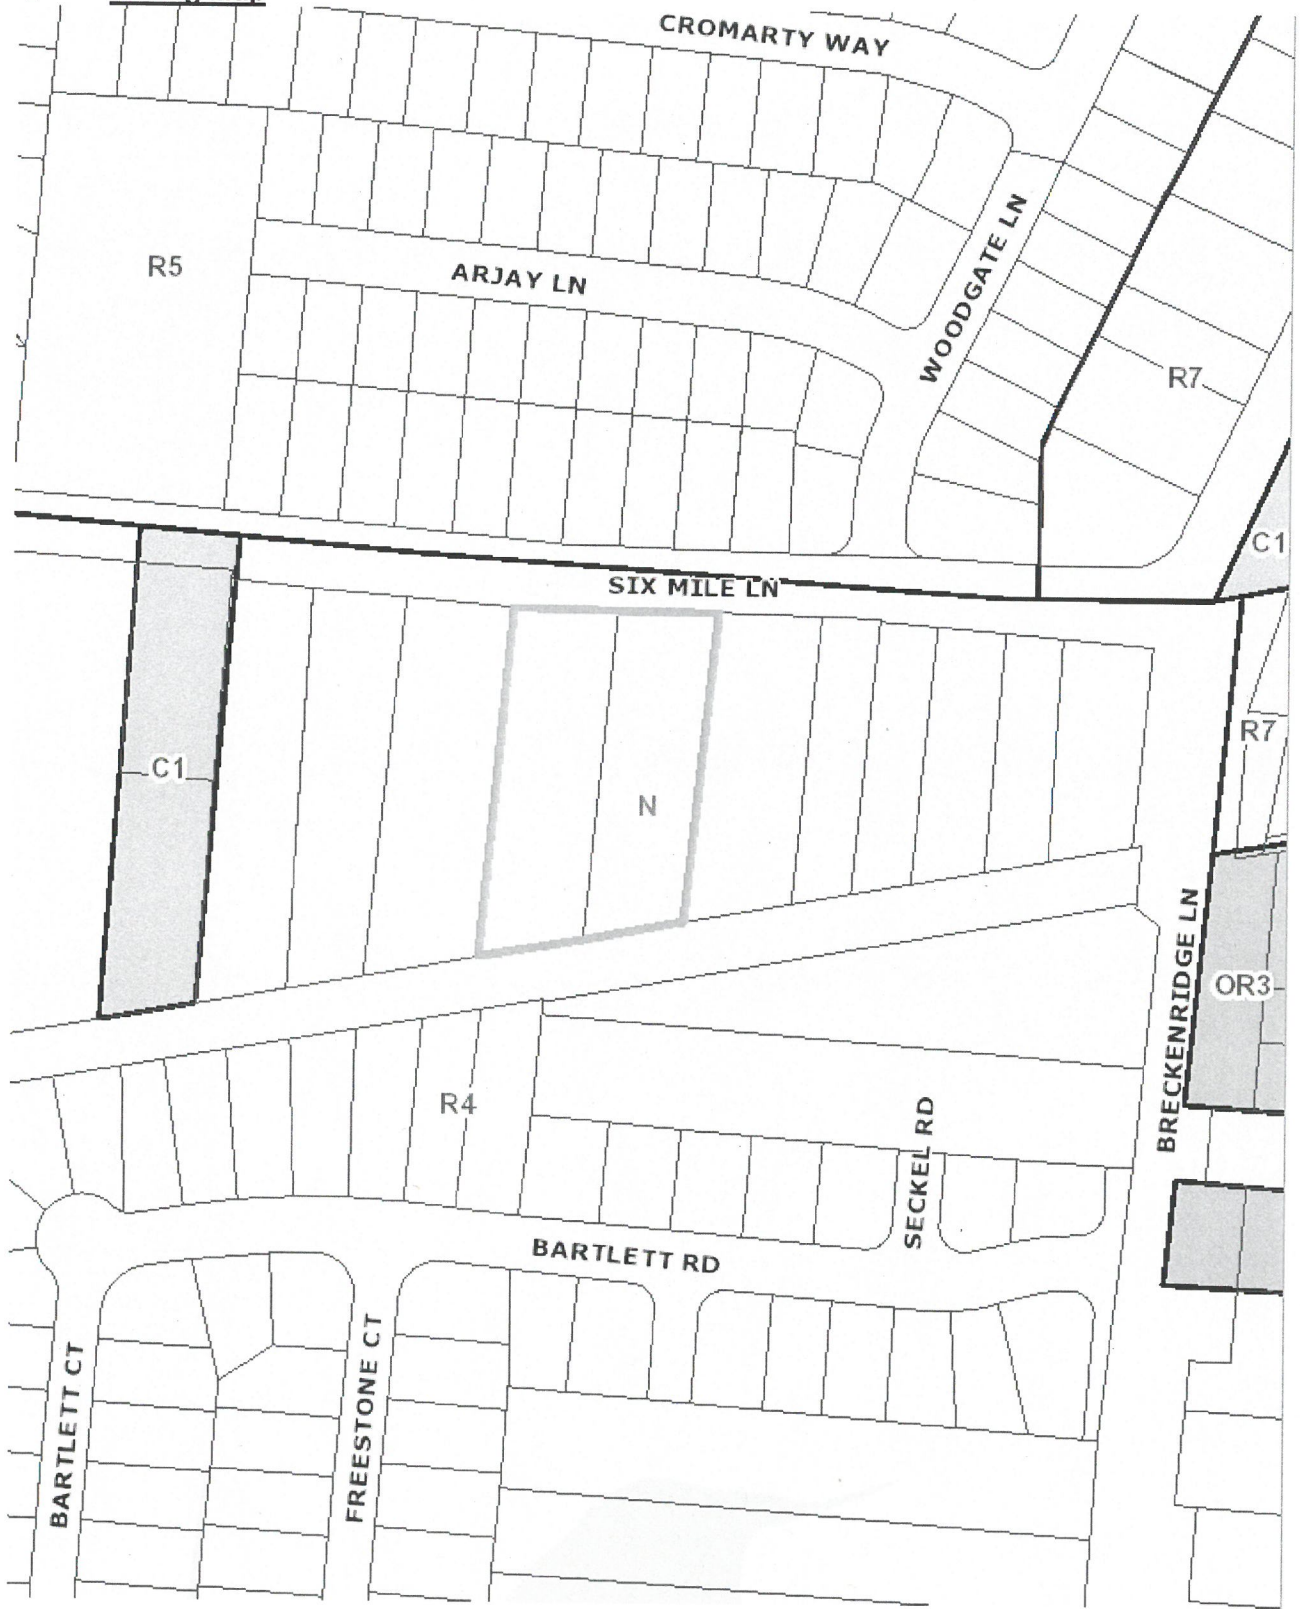 CROMARTY WAY
WOODGATE LN
R5
ARJAY LN
R7
C1
SIX MILE LN
R7
C1
N
BRECKENRIDGE LN
OR3
R4
SECKEL RD
BARTLETT RD
BARTLETT CT
FREESTONE CT